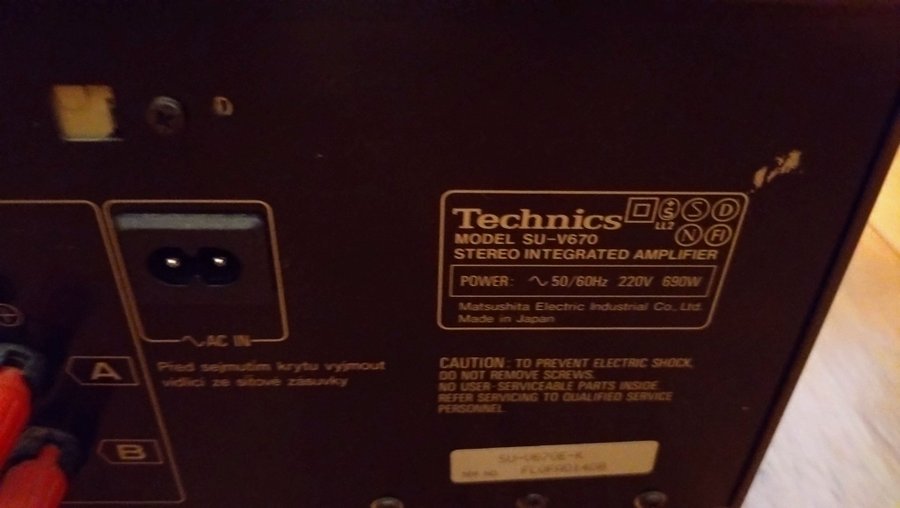 D
Technics
S
S
D
LL2
N
FI
MODEL SU-V670
STEREO INTEGRATED AMPLIFIER
POWER: ∿ 50/60Hz 220V 690W
Matsushita Electric Industrial Co., Ltd.
Made in Japan
∿AC IN
Před sejmutím krytu vyjmout
vidlici ze síťové zásuvky
A
B
CAUTION: TO PREVENT ELECTRIC SHOCK,
DO NOT REMOVE SCREWS.
NO USER-SERVICEABLE PARTS INSIDE.
REFER SERVICING TO QUALIFIED SERVICE
PERSONNEL.
SU-V670E-K